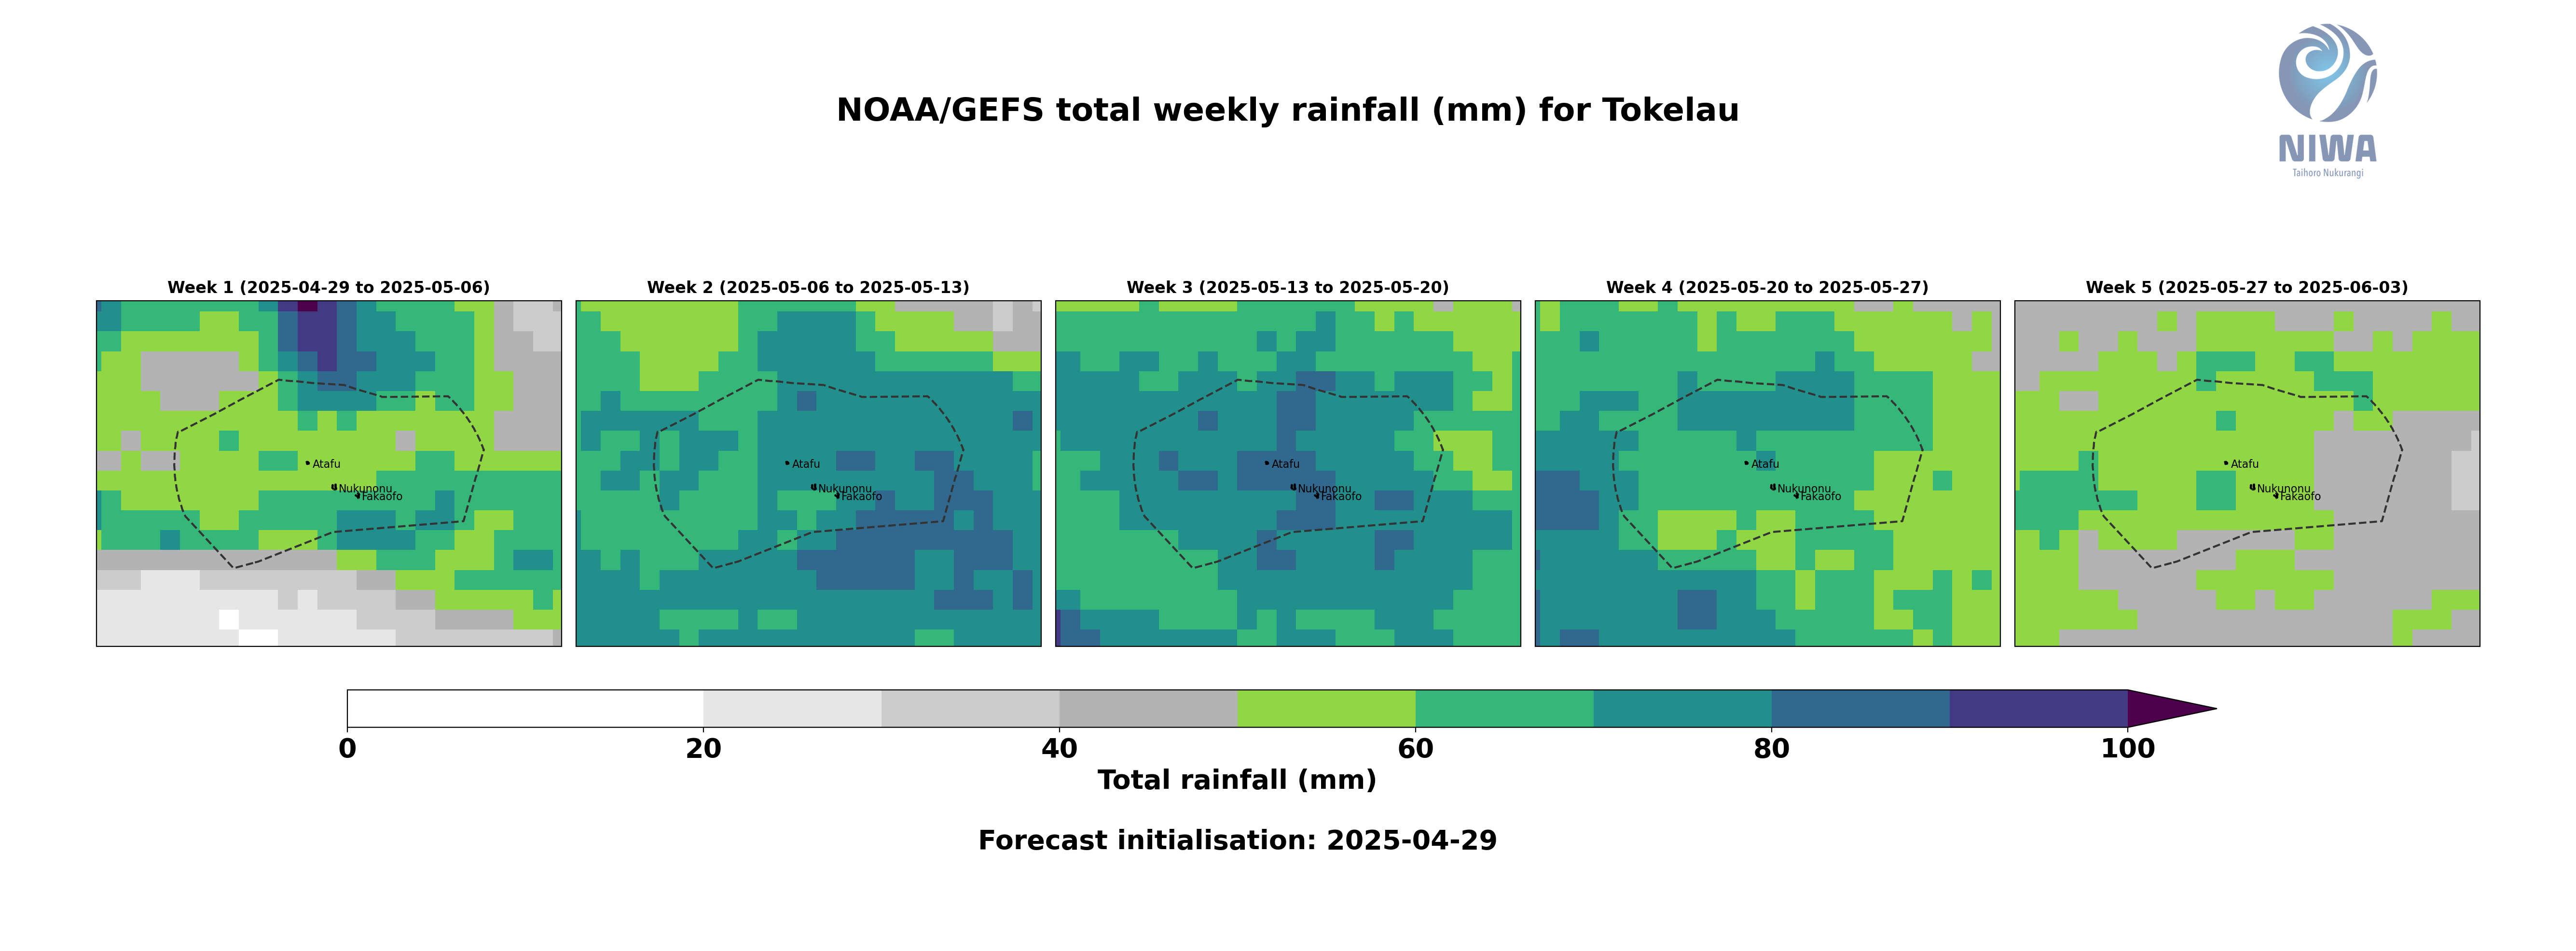 NOAA/GEFS total weekly rainfall (mm) for Tokelau
NIWA
Taihoro Nukurangi
Week 1 (2025-04-29 to 2025-05-06)
Week 2 (2025-05-06 to 2025-05-13)
Week 3 (2025-05-13 to 2025-05-20)
Week 4 (2025-05-20 to 2025-05-27)
Week 5 (2025-05-27 to 2025-06-03)
Atafu
Nukunonu
Fakaofo
Atafu
Nukunonu
Fakaofo
Atafu
Nukunonu
Fakaofo
Atafu
Nukunonu
Fakaofo
Atafu
Nukunonu
Fakaofo
0 20 40 60 80 100
Total rainfall (mm)
Forecast initialisation: 2025-04-29